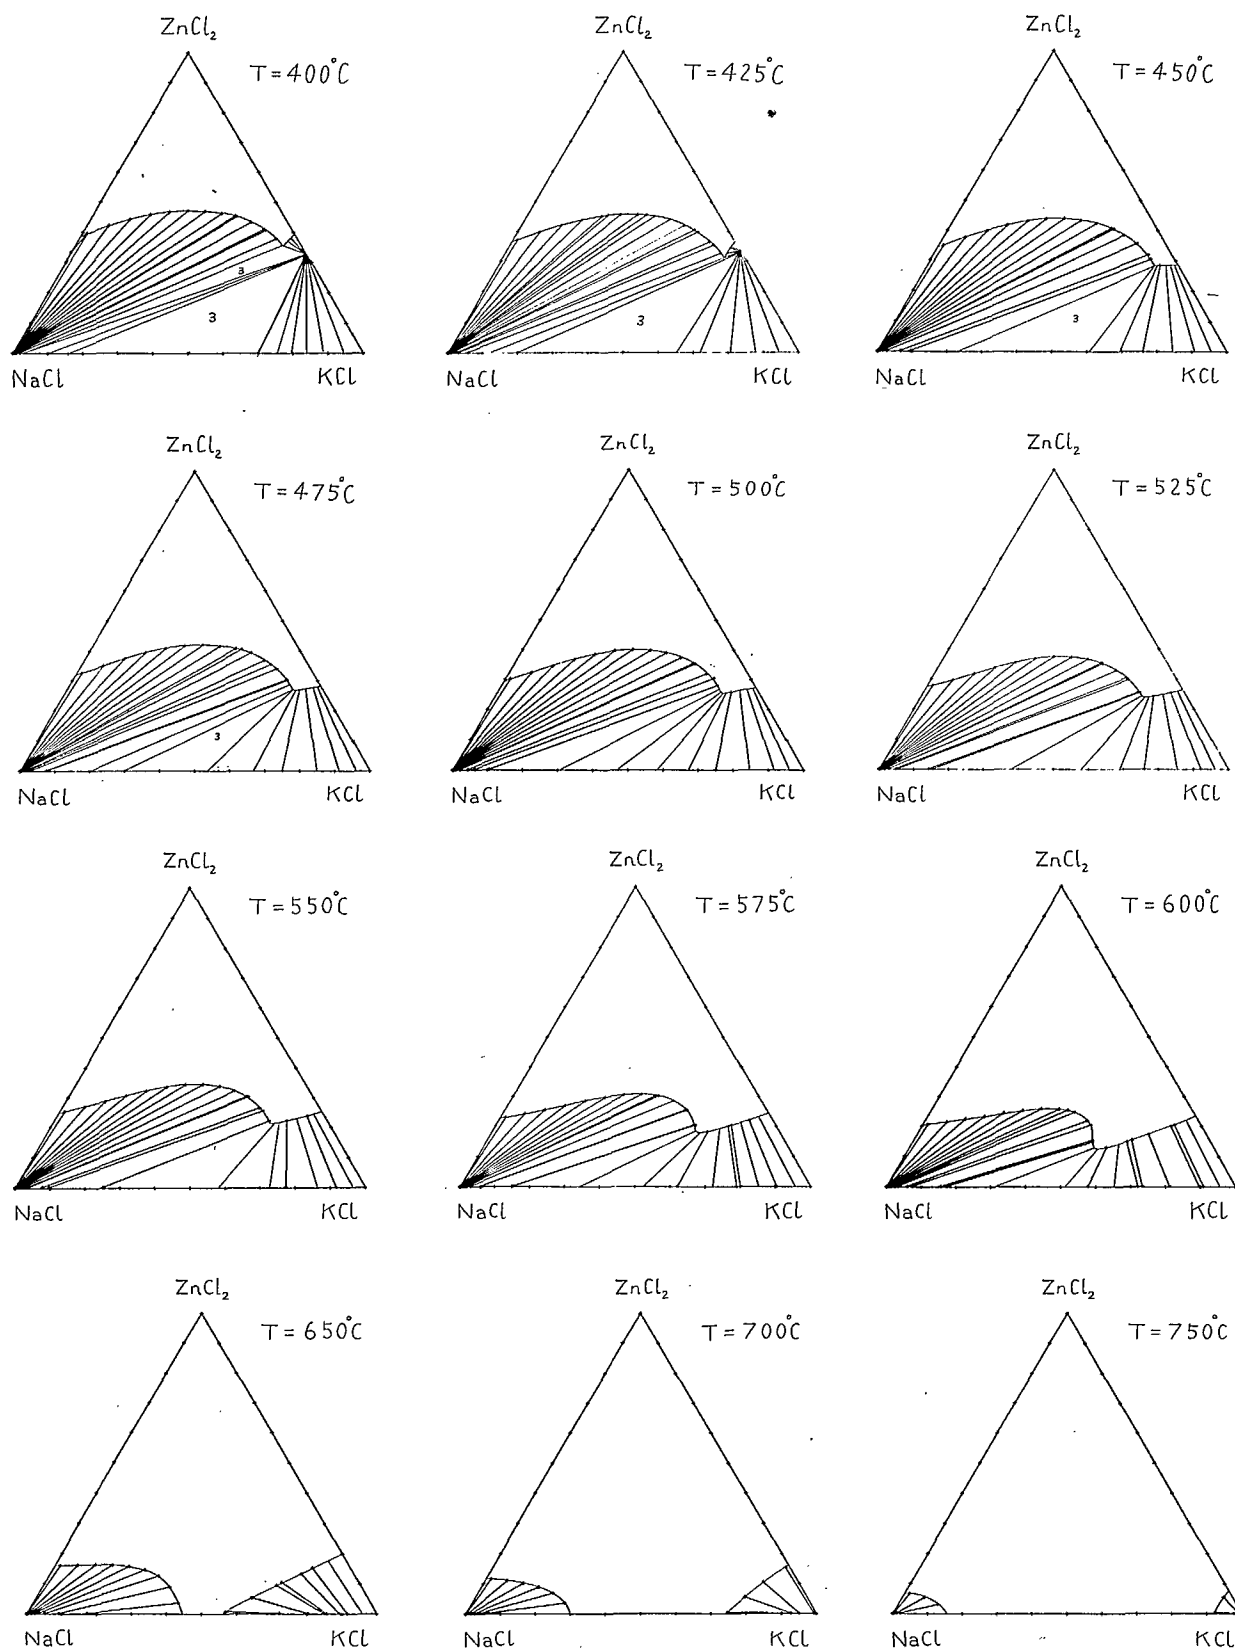 ZnCl₂
T = 400°C
3
3
NaCl KCl
ZnCl₂
T = 425°C
3
NaCl KCl
ZnCl₂
T = 450°C
3
NaCl KCl
ZnCl₂
T = 475°C
3
NaCl KCl
ZnCl₂
T = 500°C
NaCl KCl
ZnCl₂
T = 525°C
NaCl KCl
ZnCl₂
T = 550°C
NaCl KCl
ZnCl₂
T = 575°C
NaCl KCl
ZnCl₂
T = 600°C
NaCl KCl
ZnCl₂
T = 650°C
NaCl KCl
ZnCl₂
T = 700°C
NaCl KCl
ZnCl₂
T = 750°C
NaCl KCl